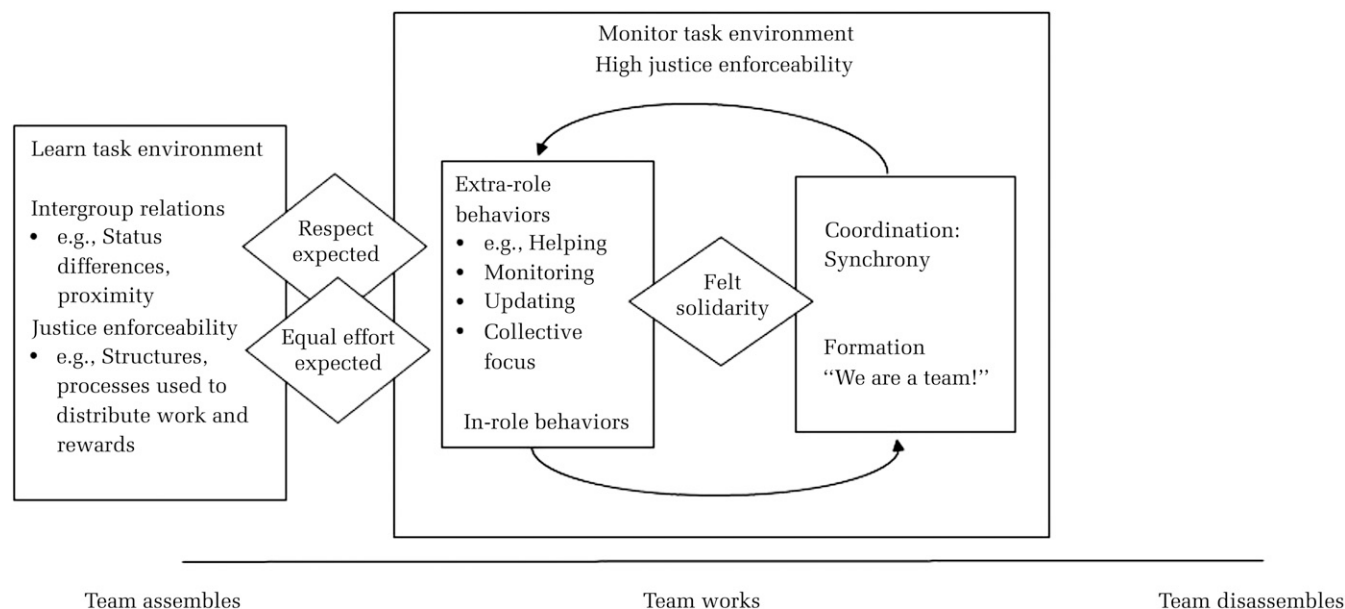 Monitor task environment
High justice enforceability
Learn task environment
Intergroup relations
• e.g., Status
differences,
proximity
Justice enforceability
• e.g., Structures,
processes used to
distribute work and
rewards
Respect
expected
Equal effort
expected
Extra-role
behaviors
• e.g., Helping
• Monitoring
• Updating
• Collective
focus
In-role behaviors
Felt
solidarity
Coordination:
Synchrony
Formation
“We are a team!”
Team assembles
Team works
Team disassembles